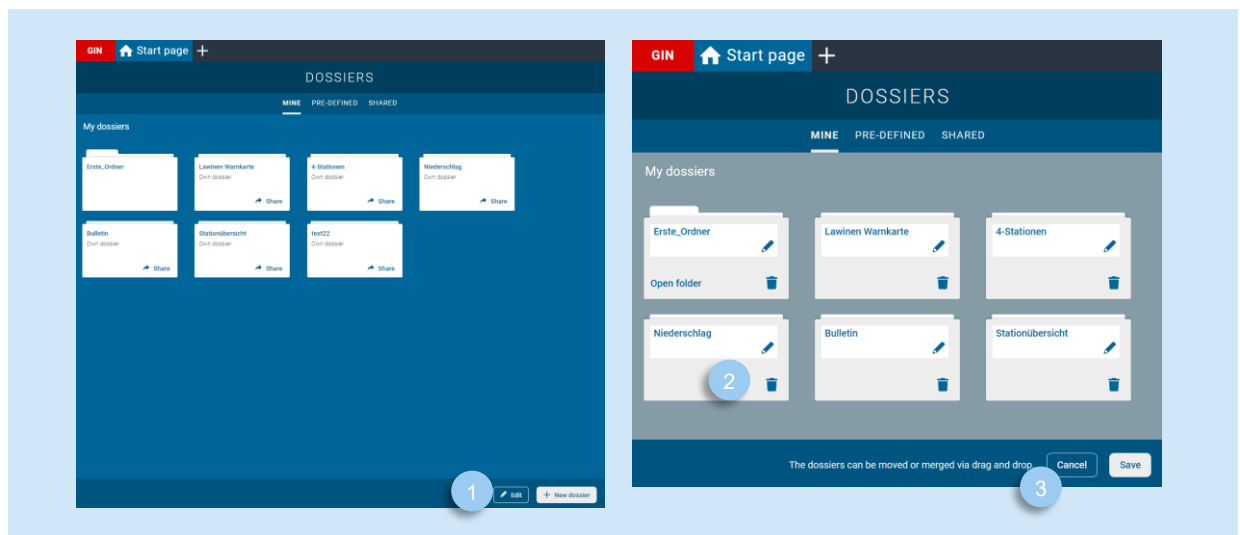 GIN Start page
DOSSIERS
MINE PRE-DEFINED SHARED
My dossiers
Erste_Ordner
Lawinen Warnkarte
Own dossier
Share
4-Stationen
Own dossier
Share
Niederschlag
Own dossier
Share
Bulletin
Own dossier
Share
Stationübersicht
Own dossier
Share
test22
Own dossier
Share
1
Edit
New dossier
GIN Start page
DOSSIERS
MINE PRE-DEFINED SHARED
My dossiers
Erste_Ordner
Open folder
Lawinen Warnkarte
4-Stationen
Niederschlag
2
Bulletin
Stationübersicht
The dossiers can be moved or merged via drag and drop.
Cancel
Save
3